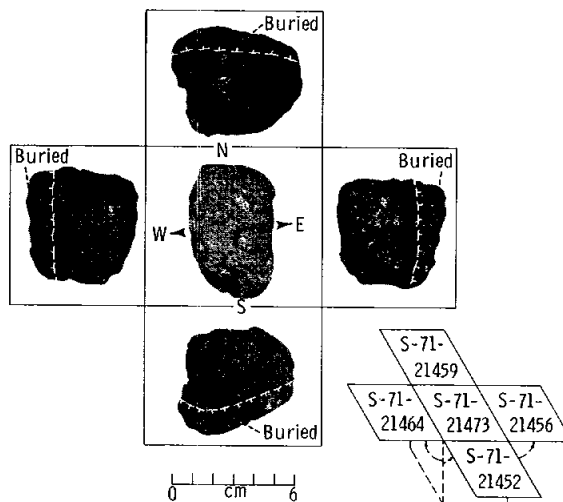 Buried
N
Buried
Buried
W
E
S
Buried
0 cm 6
S-71-
21459
S-71-
21464
S-71-
21473
S-71-
21456
S-71-
21452